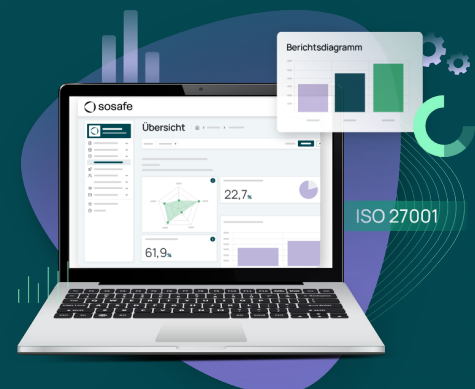 Berichtsdiagramm
sosafe
Übersicht
22,7%
ISO 27001
61,9%